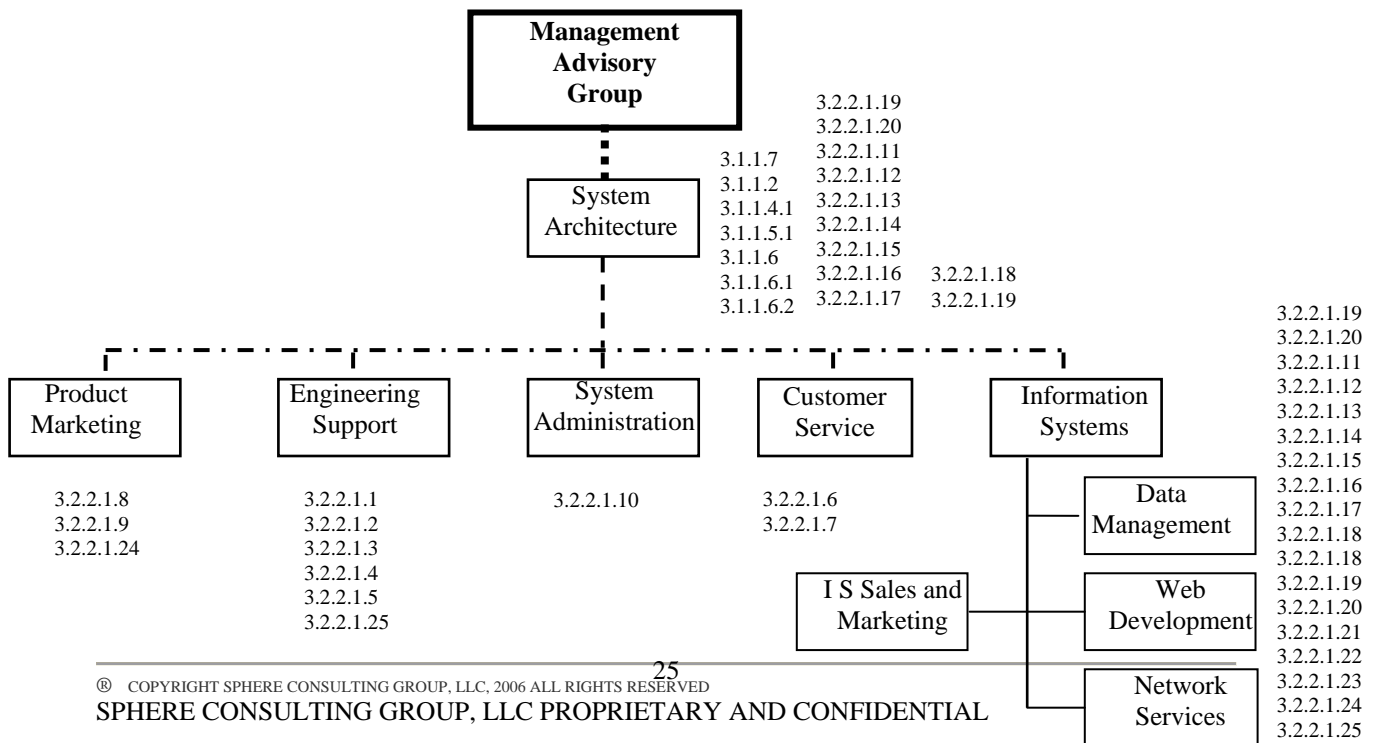 Management
Advisory
Group
System
Architecture
3.1.1.7
3.1.1.2
3.1.1.4.1
3.1.1.5.1
3.1.1.6
3.1.1.6.1
3.1.1.6.2
3.2.2.1.19
3.2.2.1.20
3.2.2.1.11
3.2.2.1.12
3.2.2.1.13
3.2.2.1.14
3.2.2.1.15
3.2.2.1.16
3.2.2.1.17
3.2.2.1.18
3.2.2.1.19
Product
Marketing
3.2.2.1.8
3.2.2.1.9
3.2.2.1.24
Engineering
Support
3.2.2.1.1
3.2.2.1.2
3.2.2.1.3
3.2.2.1.4
3.2.2.1.5
3.2.2.1.25
System
Administration
3.2.2.1.10
Customer
Service
3.2.2.1.6
3.2.2.1.7
Information
Systems
Data
Management
I S Sales and
Marketing
Web
Development
Network
Services
3.2.2.1.19
3.2.2.1.20
3.2.2.1.11
3.2.2.1.12
3.2.2.1.13
3.2.2.1.14
3.2.2.1.15
3.2.2.1.16
3.2.2.1.17
3.2.2.1.18
3.2.2.1.18
3.2.2.1.19
3.2.2.1.20
3.2.2.1.21
3.2.2.1.22
3.2.2.1.23
3.2.2.1.24
3.2.2.1.25
25
® COPYRIGHT SPHERE CONSULTING GROUP, LLC, 2006 ALL RIGHTS RESERVED
SPHERE CONSULTING GROUP, LLC PROPRIETARY AND CONFIDENTIAL